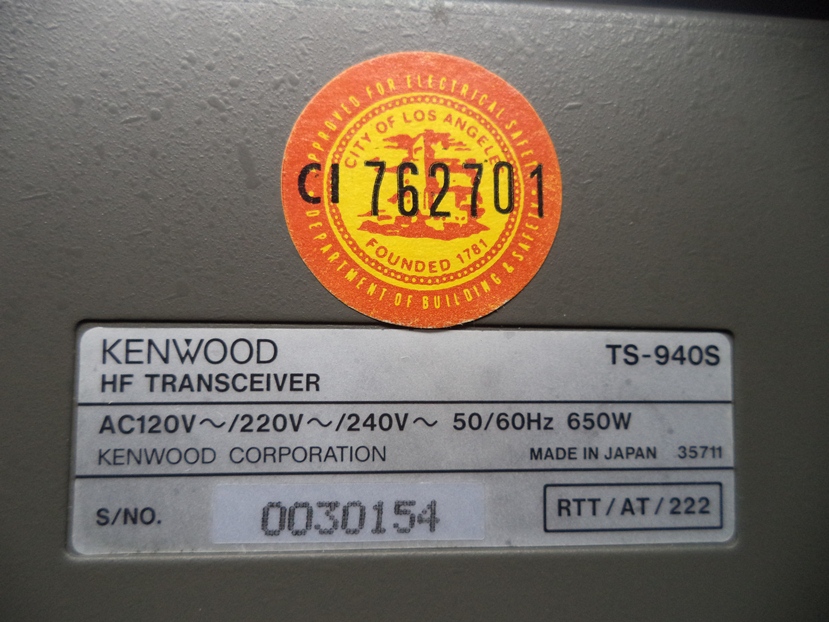 APPROVED FOR ELECTRICAL SAFETY
CITY OF LOS ANGELES
CI 762701
FOUNDED 1781
DEPARTMENT OF BUILDING & SAFETY
KENWOOD TS-940S
HF TRANSCEIVER
AC120V～/220V～/240V～ 50/60Hz 650W
KENWOOD CORPORATION MADE IN JAPAN 35711
S/NO. 0030154 RTT/AT/222